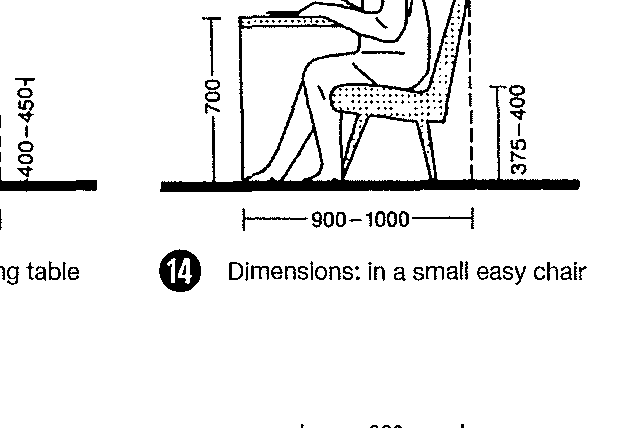 700
400–450
375–400
900–1000
ng table
14 Dimensions: in a small easy chair